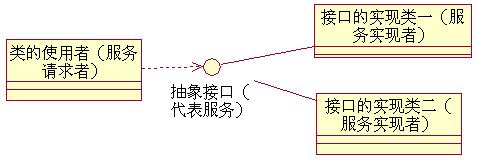 类的使用者（服务
请求者）
抽象接口（
代表服务）
接口的实现类一（服
务实现者）
接口的实现类二（
服务实现者）